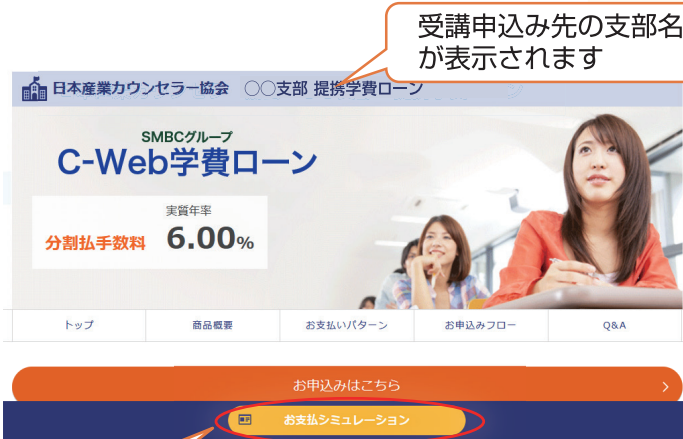 受講申込み先の支部名
が表示されます
日本産業カウンセラー協会 ○○支部 提携学費ローン
SMBCグループ
C-Web学費ローン
実質年率
分割払手数料 6.00%
トップ 商品概要 お支払いパターン お申込みフロー Q&A
お申込みはこちら
お支払シミュレーション